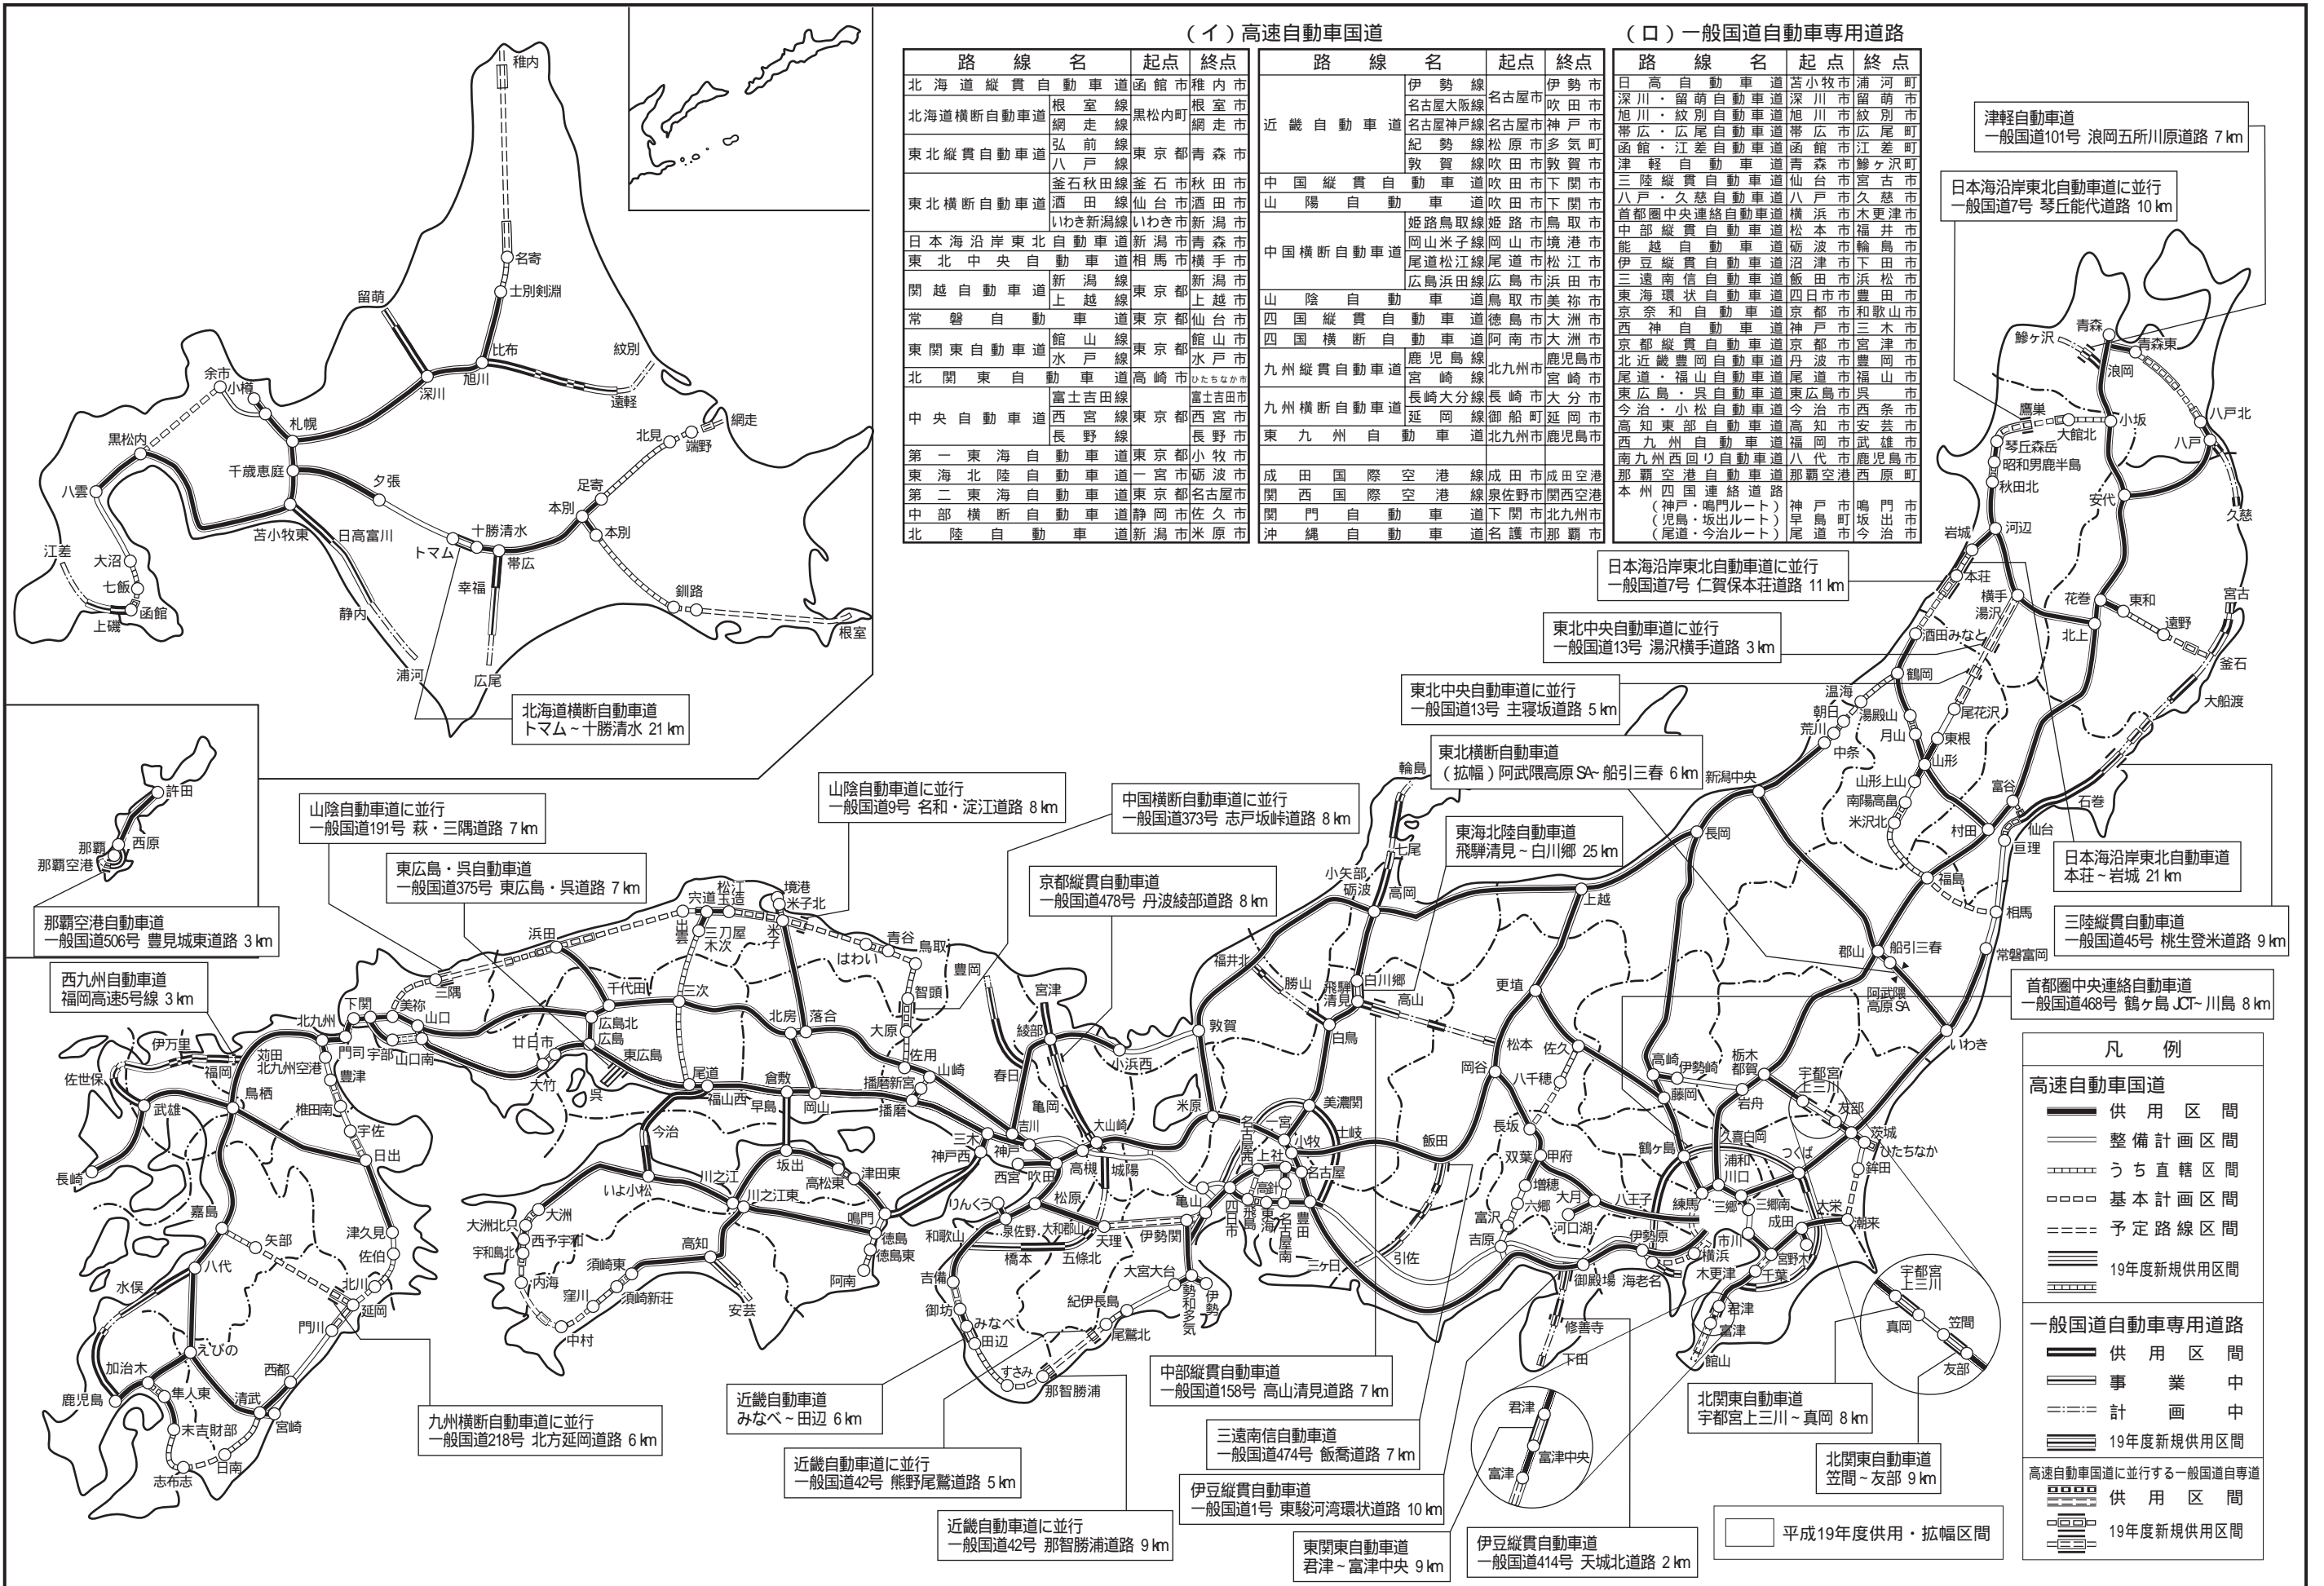 (イ)高速自動車国道
路線名 起点 終点
北海道縦貫自動車道 函館市 稚内市
北海道横断自動車道 根室線 黒松内町 根室市
網走線 網走市
東北縦貫自動車道 弘前線 東京都 青森市
八戸線
東北横断自動車道 釜石秋田線 釜石市 秋田市
酒田線 仙台市 酒田市
いわき新潟線 いわき市 新潟市
日本海沿岸東北自動車道 新潟市 青森市
東北中央自動車道 相馬市 横手市
関越自動車道 新潟線 東京都 新潟市
上越線 上越市
常磐自動車道 東京都 仙台市
東関東自動車道 館山線 東京都 館山市
水戸線 水戸市
北関東自動車道 高崎市 ひたちなか市
中央自動車道 富士吉田線 東京都 富士吉田市
西宮線 西宮市
長野線 長野市
第一東海自動車道 東京都 小牧市
東海北陸自動車道 一宮市 砺波市
第二東海自動車道 東京都 名古屋市
中部横断自動車道 静岡市 佐久市
北陸自動車道 新潟市 米原市
路線名 起点 終点
近畿自動車道 伊勢線 名古屋市 伊勢市
名古屋大阪線 吹田市
名古屋神戸線 名古屋市 神戸市
紀勢線 松原市 多気町
敦賀線 吹田市 敦賀市
中国縦貫自動車道 吹田市 下関市
山陽自動車道 吹田市 下関市
中国横断自動車道 姫路鳥取線 姫路市 鳥取市
岡山米子線 岡山市 境港市
尾道松江線 尾道市 松江市
広島浜田線 広島市 浜田市
山陰自動車道 鳥取市 美祢市
四国縦貫自動車道 徳島市 大洲市
四国横断自動車道 阿南市 大洲市
九州縦貫自動車道 鹿児島線 北九州市 鹿児島市
宮崎線 宮崎市
九州横断自動車道 長崎大分線 長崎市 大分市
延岡線 御船町 延岡市
東九州自動車道 北九州市 鹿児島市
成田国際空港線 成田市 成田空港
関西国際空港線 泉佐野市 関西空港
関門自動車道 下関市 北九州市
沖縄自動車道 名護市 那覇市
(ロ)一般国道自動車専用道路
路線名 起点 終点
日高自動車道 苫小牧市 浦河町
深川・留萌自動車道 深川市 留萌市
旭川・紋別自動車道 旭川市 紋別市
帯広・広尾自動車道 帯広市 広尾町
函館・江差自動車道 函館市 江差町
津軽自動車道 青森市 鰺ヶ沢町
三陸縦貫自動車道 仙台市 宮古市
八戸・久慈自動車道 八戸市 久慈市
首都圏中央連絡自動車道 横浜市 木更津市
中部縦貫自動車道 松本市 福井市
能越自動車道 砺波市 輪島市
伊豆縦貫自動車道 沼津市 下田市
三遠南信自動車道 飯田市 浜松市
東海環状自動車道 四日市市 豊田市
京奈和自動車道 京都市 和歌山市
西神自動車道 神戸市 三木市
京都縦貫自動車道 京都市 宮津市
北近畿豊岡自動車道 丹波市 豊岡市
尾道・福山自動車道 尾道市 福山市
東広島・呉自動車道 東広島市 呉市
今治・小松自動車道 今治市 西条市
高知東部自動車道 高知市 安芸市
西九州自動車道 福岡市 武雄市
南九州西回り自動車道 八代市 鹿児島市
那覇空港自動車道 那覇空港 西原町
本州四国連絡道路
(神戸・鳴門ルート) 神戸市 鳴門市
(児島・坂出ルート) 早島町 坂出市
(尾道・今治ルート) 尾道市 今治市
稚内
名寄
士別剣淵
留萌
比布
紋別
旭川
深川
遠軽
余市
小樽
札幌
黒松内
千歳恵庭
夕張
網走
北見
端野
足寄
本別
本別
八雲
十勝清水
トマム
帯広
苫小牧東
日高富川
江差
大沼
七飯
函館
上磯
幸福
静内
釧路
根室
浦河
広尾
北海道横断自動車道
トマム~十勝清水 21km
津軽自動車道
一般国道101号 浪岡五所川原道路 7km
日本海沿岸東北自動車道に並行
一般国道7号 琴丘能代道路 10km
鰺ヶ沢
青森
青森東
浪岡
八戸北
八戸
鷹巣
大館北
小坂
琴丘森岳
昭和男鹿半島
秋田北
安代
久慈
岩城
河辺
本荘
横手
湯沢
花巻
東和
宮古
遠野
北上
釜石
酒田みなと
鶴岡
大船渡
日本海沿岸東北自動車道に並行
一般国道7号 仁賀保本荘道路 11km
東北中央自動車道に並行
一般国道13号 湯沢横手道路 3km
東北中央自動車道に並行
一般国道13号 主寝坂道路 5km
東北横断自動車道
(拡幅)阿武隈高原SA~船引三春 6km
温海
朝日
荒川
中条
湯殿山
月山
尾花沢
東根
山形
山形上山
南陽高畠
米沢北
富谷
石巻
仙台
村田
亘理
福島
相馬
新潟中央
長岡
上越
郡山
船引三春
常磐富岡
阿武隈
高原SA
いわき
日本海沿岸東北自動車道
本荘~岩城 21km
三陸縦貫自動車道
一般国道45号 桃生登米道路 9km
首都圏中央連絡自動車道
一般国道468号 鶴ヶ島JCT~川島 8km
許田
西原
那覇
那覇空港
那覇空港自動車道
一般国道506号 豊見城東道路 3km
西九州自動車道
福岡高速5号線 3km
山陰自動車道に並行
一般国道191号 萩・三隅道路 7km
東広島・呉自動車道
一般国道375号 東広島・呉道路 7km
山陰自動車道に並行
一般国道9号 名和・淀江道路 8km
中国横断自動車道に並行
一般国道373号 志戸坂峠道路 8km
京都縦貫自動車道
一般国道478号 丹波綾部道路 8km
東海北陸自動車道
飛騨清見~白川郷 25km
輪島
七尾
小矢部
砺波
高岡
福井北
勝山
白川郷
飛騨
清見
高山
白鳥
更埴
松本
佐久
岡谷
八千穂
高崎
伊勢崎
藤岡
栃木
都賀
岩舟
宇都宮
上三川
友部
茨城
ひたちなか
鉾田
久喜白岡
つくば
鶴ヶ島
浦和
川口
練馬
三郷
三郷南
大栄
成田
潮来
市川
宮野木
千葉
木更津
君津
富津
館山
横浜
海老名
伊勢原
御殿場
修善寺
下田
八王子
大月
河口湖
長坂
双葉
甲府
増穂
六郷
富沢
吉原
飯田
引佐
三ヶ日
美濃関
土岐
一宮
小牧
名古屋西
上社
名古屋
高針
四日市
飛島
東海
名古屋南
豊田
亀山
伊勢関
米原
敦賀
小浜西
宮津
綾部
豊岡
春日
亀岡
大山崎
吉川
三木
神戸
神戸西
西宮
吹田
高槻
城陽
松原
りんくう
泉佐野
大和郡山
天理
和歌山
橋本
五條北
吉備
御坊
みなべ
田辺
すさみ
那智勝浦
紀伊長島
尾鷲北
大宮大台
勢和多気
伊勢
松江
玉造
宍道
出雲
三刀屋
木次
境港
米子北
米子
はわい
青谷
鳥取
智頭
大原
佐用
山崎
播磨新宮
播磨
浜田
三隅
千代田
三次
北房
落合
広島北
広島
廿日市
大竹
東広島
呉
尾道
福山西
倉敷
早島
岡山
下関
美祢
山口
宇部
山口南
門司
北九州
苅田
北九州空港
豊津
椎田南
宇佐
日出
福岡
伊万里
佐世保
武雄
鳥栖
長崎
嘉島
矢部
津久見
佐伯
北川
延岡
門川
八代
水俣
えびの
加治木
鹿児島
隼人東
末吉財部
志布志
日南
清武
西都
宮崎
今治
いよ小松
川之江
川之江東
坂出
高松東
津田東
鳴門
徳島
徳島東
阿南
高知
安芸
須崎東
須崎新荘
窪川
中村
内海
宇和島北
西予宇和
大洲北只
大洲
九州横断自動車道に並行
一般国道218号 北方延岡道路 6km
近畿自動車道
みなべ~田辺 6km
近畿自動車道に並行
一般国道42号 熊野尾鷲道路 5km
近畿自動車道に並行
一般国道42号 那智勝浦道路 9km
中部縦貫自動車道
一般国道158号 高山清見道路 7km
三遠南信自動車道
一般国道474号 飯喬道路 7km
伊豆縦貫自動車道
一般国道1号 東駿河湾環状道路 10km
東関東自動車道
君津~富津中央 9km
伊豆縦貫自動車道
一般国道414号 天城北道路 2km
君津
富津中央
富津
北関東自動車道
宇都宮上三川~真岡 8km
北関東自動車道
笠間~友部 9km
宇都宮
上三川
真岡
笠間
友部
凡例
高速自動車国道
供用区間
整備計画区間
うち直轄区間
基本計画区間
予定路線区間
19年度新規供用区間
一般国道自動車専用道路
供用区間
事業中
計画中
19年度新規供用区間
高速自動車国道に並行する一般国道自専道
供用区間
19年度新規供用区間
平成19年度供用・拡幅区間